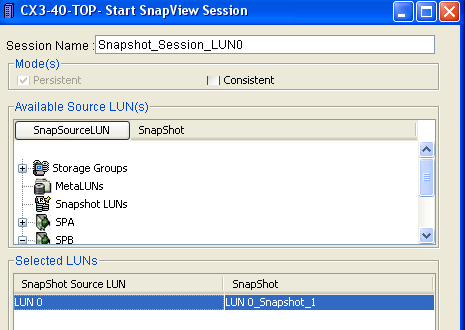 CX3-40-TOP- Start SnapView Session
Session Name : Snapshot_Session_LUN0
Mode(s)
Persistent Consistent
Available Source LUN(s)
SnapSourceLUN SnapShot
Storage Groups
MetaLUNs
Snapshot LUNs
SPA
SPB
Selected LUNs
SnapShot Source LUN SnapShot
LUN 0 LUN 0_Snapshot_1